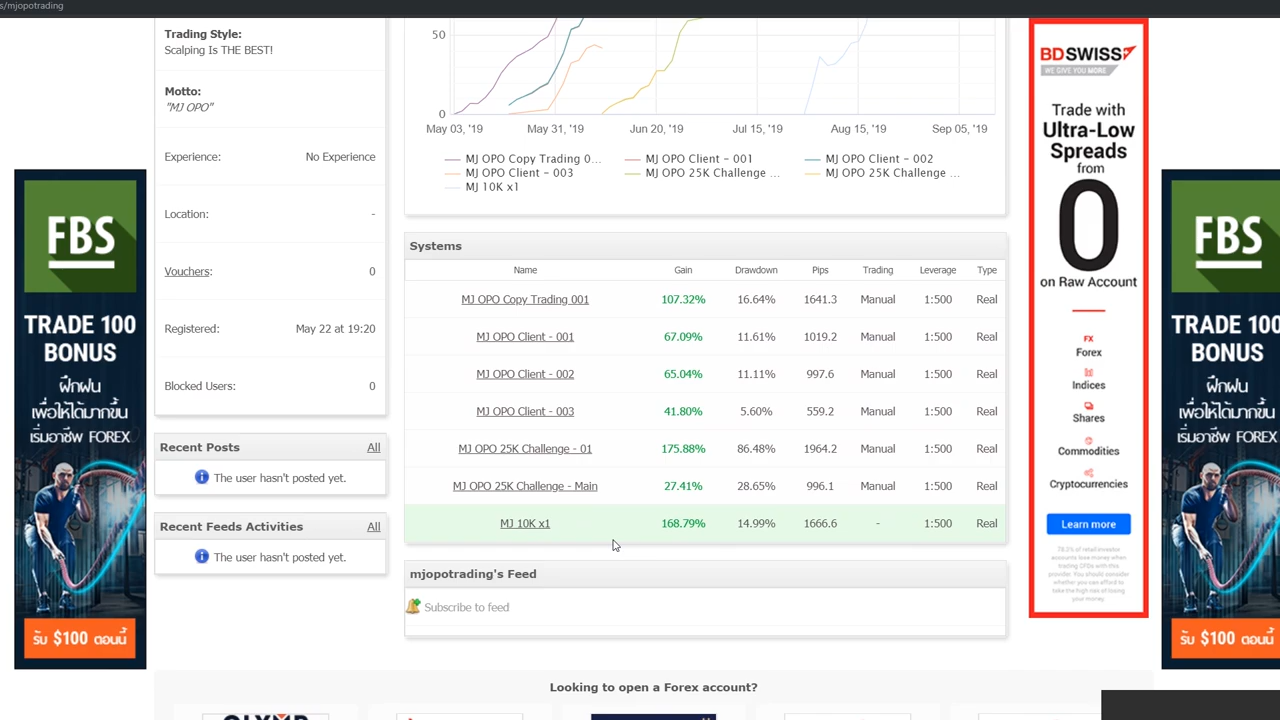 s/mjopotrading
Trading Style:
Scalping Is THE BEST!
Motto:
"MJ OPO"
Experience: No Experience
Location: -
Vouchers: 0
Registered: May 22 at 19:20
Blocked Users: 0
Recent Posts All
The user hasn't posted yet.
Recent Feeds Activities All
The user hasn't posted yet.
50
0
May 03, '19 May 31, '19 Jun 20, '19 Jul 15, '19 Aug 15, '19 Sep 05, '19
MJ OPO Copy Trading 0... MJ OPO Client - 001 MJ OPO Client - 002
MJ OPO Client - 003 MJ OPO 25K Challenge ... MJ OPO 25K Challenge ...
MJ 10K x1
Systems
Name Gain Drawdown Pips Trading Leverage Type
MJ OPO Copy Trading 001 107.32% 16.64% 1641.3 Manual 1:500 Real
MJ OPO Client - 001 67.09% 11.61% 1019.2 Manual 1:500 Real
MJ OPO Client - 002 65.04% 11.11% 997.6 Manual 1:500 Real
MJ OPO Client - 003 41.80% 5.60% 559.2 Manual 1:500 Real
MJ OPO 25K Challenge - 01 175.88% 86.48% 1964.2 Manual 1:500 Real
MJ OPO 25K Challenge - Main 27.41% 28.65% 996.1 Manual 1:500 Real
MJ 10K x1 168.79% 14.99% 1666.6 - 1:500 Real
mjopotrading's Feed
Subscribe to feed
Looking to open a Forex account?
FBS
TRADE 100
BONUS
ฝึกฝน
เพื่อให้ได้มากขึ้น
เริ่มอาชีพ FOREX
รับ $100 ตอนนี้
BDSWISS
WE GIVE YOU MORE
Trade with
Ultra-Low
Spreads
from
0
on Raw Account
FX
Forex
Indices
Shares
Commodities
Cryptocurrencies
Learn more
FBS
TRADE 100
BONUS
ฝึกฝน
เพื่อให้ได้มากขึ้น
เริ่มอาชีพ FOREX
รับ $100 ตอนนี้